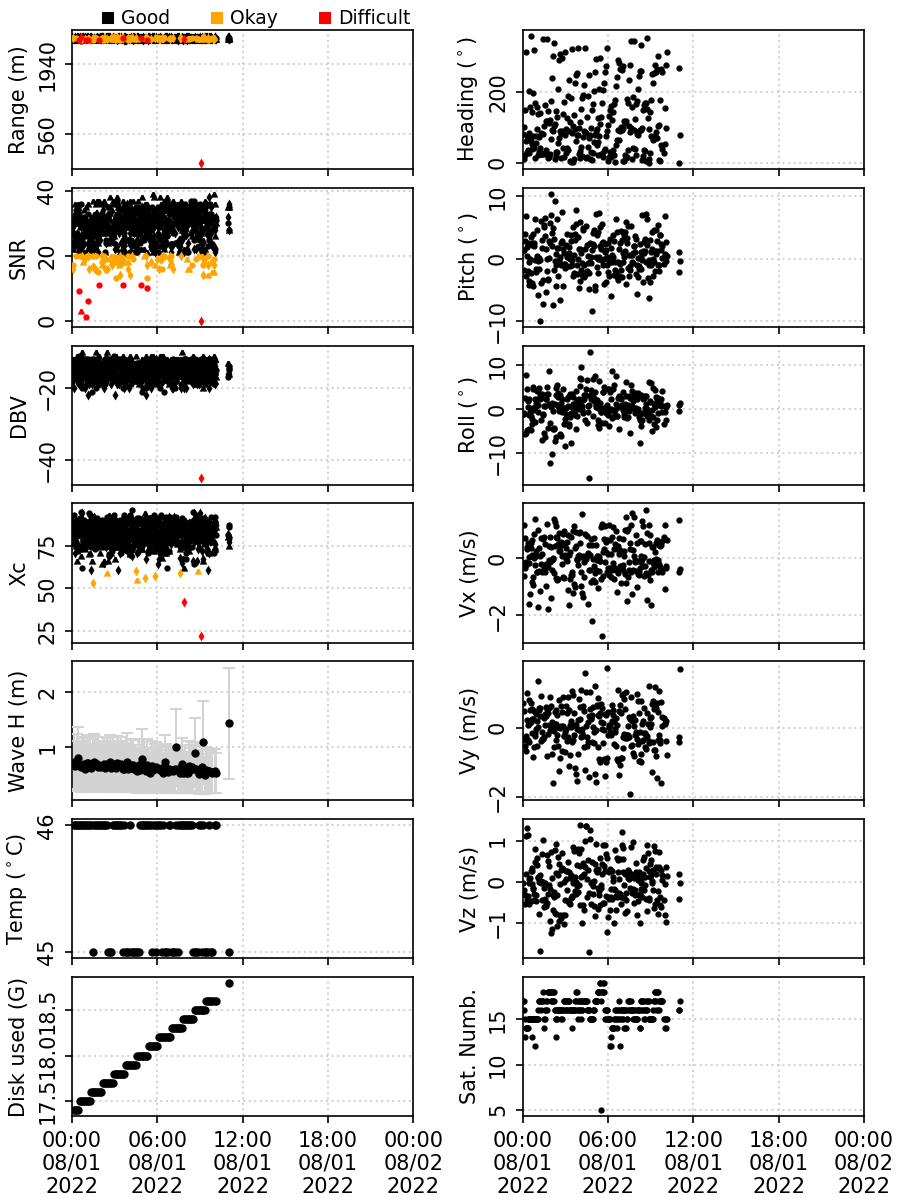 Good Okay Difficult
Range (m)
1940
560
Heading (°)
200
0
SNR
40
20
0
Pitch (°)
10
0
−10
DBV
−20
−40
Roll (°)
10
0
−10
Xc
75
50
25
Vx (m/s)
0
−2
Wave H (m)
2
1
Vy (m/s)
0
−2
Temp (°C)
46
45
Vz (m/s)
1
0
−1
Disk used (G)
18.5
18.0
17.5
Sat. Numb.
15
10
5
00:00 06:00 12:00 18:00 00:00
08/01 08/01 08/01 08/01 08/02
2022 2022 2022 2022 2022
00:00 06:00 12:00 18:00 00:00
08/01 08/01 08/01 08/01 08/02
2022 2022 2022 2022 2022